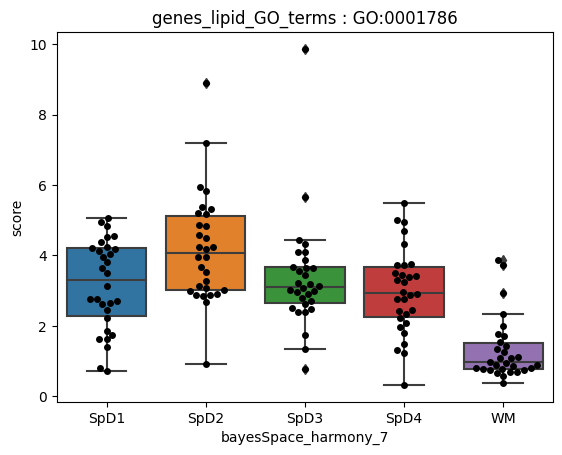 genes_lipid_GO_terms : GO:0001786
10
8
6
4
2
0
score
SpD1 SpD2 SpD3 SpD4 WM
bayesSpace_harmony_7